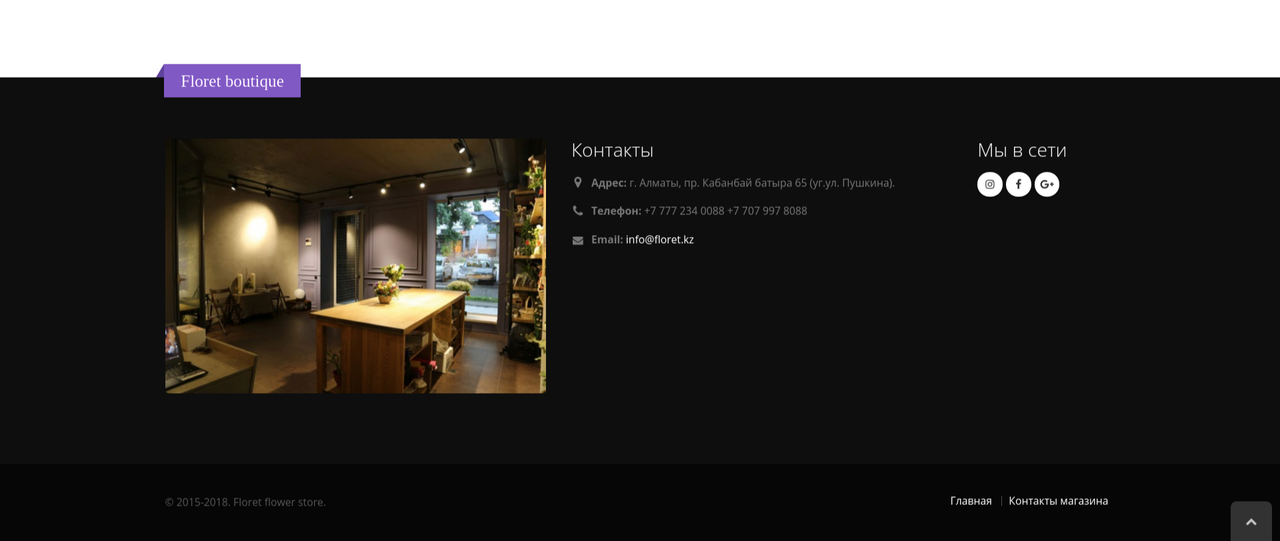 Floret boutique
Контакты
Адрес: г. Алматы, пр. Кабанбай батыра 65 (уг.ул. Пушкина).
Телефон: +7 777 234 0088 +7 707 997 8088
Email: info@floret.kz
Мы в сети
G+
© 2015-2018. Floret flower store.
Главная | Контакты магазина